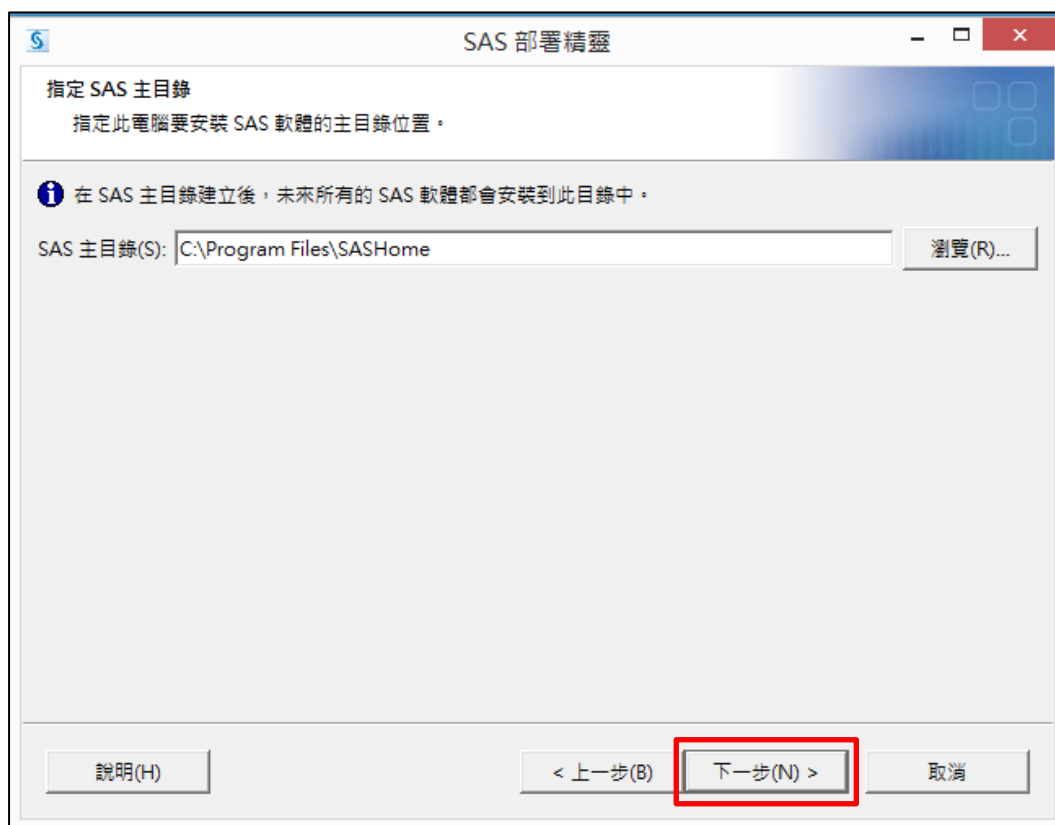 SAS 部署精靈
指定 SAS 主目錄
指定此電腦要安裝 SAS 軟體的主目錄位置。
在 SAS 主目錄建立後，未來所有的 SAS 軟體都會安裝到此目錄中。
SAS 主目錄(S): C:\Program Files\SASHome 瀏覽(R)...
說明(H) < 上一步(B) 下一步(N) > 取消